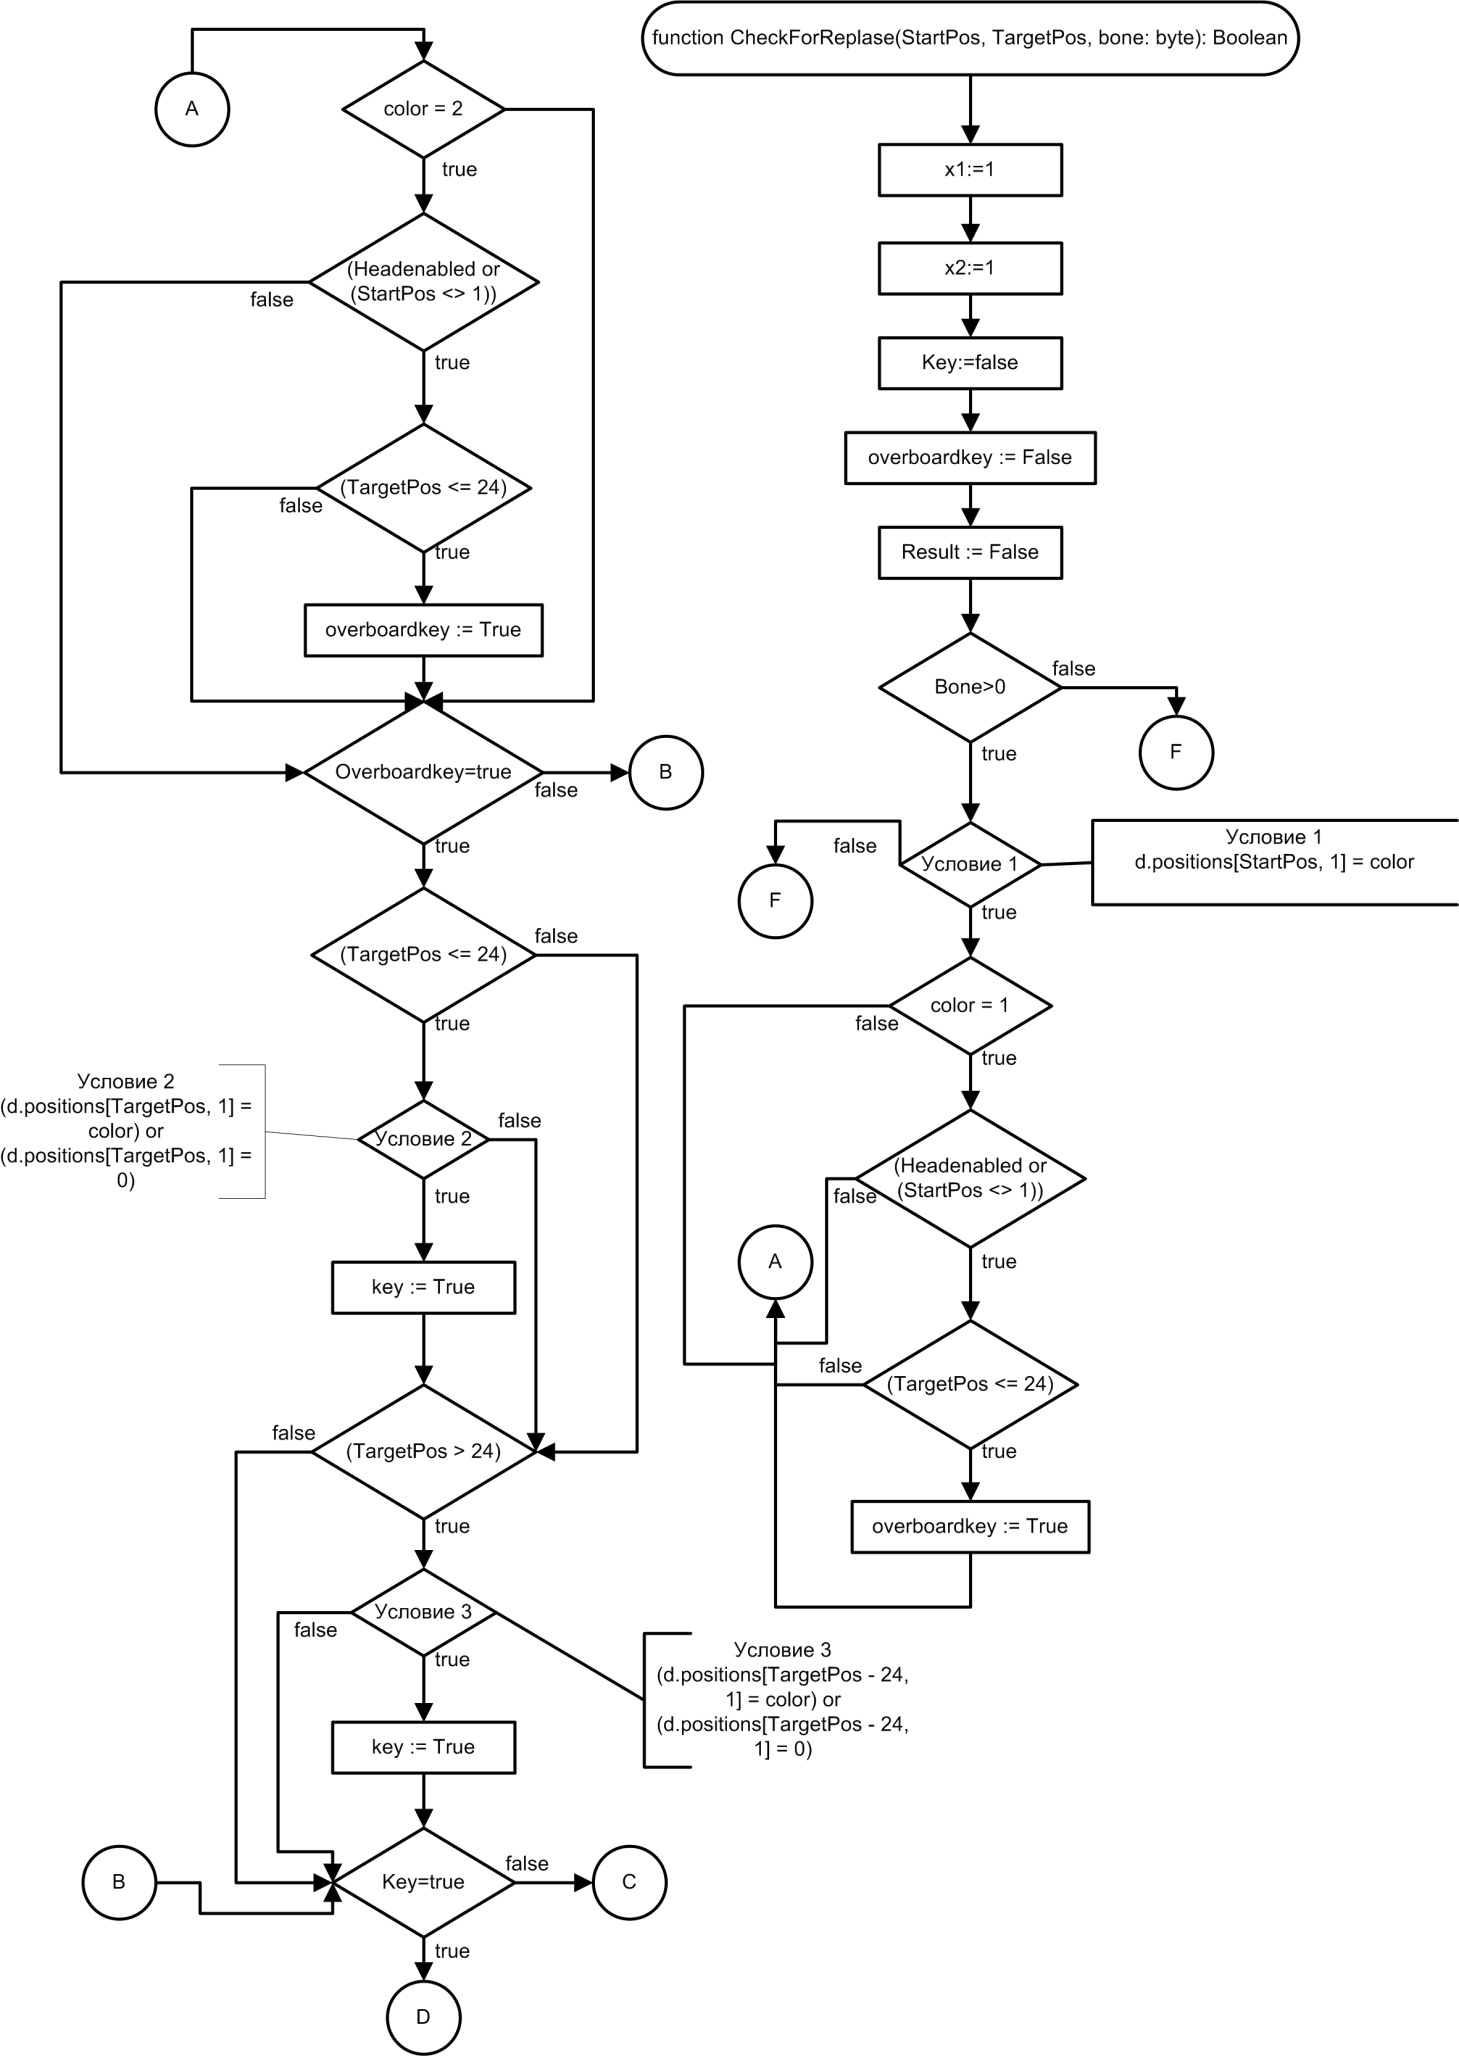 A
color = 2
true
(Headenabled or
(StartPos <> 1))
false
true
(TargetPos <= 24)
false
true
overboardkey := True
Overboardkey=true
false
B
true
(TargetPos <= 24)
false
true
Условие 2
(d.positions[TargetPos, 1] =
color) or
(d.positions[TargetPos, 1] =
0)
Условие 2
false
true
key := True
false
(TargetPos > 24)
true
Условие 3
false
true
Условие 3
(d.positions[TargetPos - 24,
1] = color) or
(d.positions[TargetPos - 24,
1] = 0)
key := True
B
Key=true
false
C
true
D
function CheckForReplase(StartPos, TargetPos, bone: byte): Boolean
x1:=1
x2:=1
Key:=false
overboardkey := False
Result := False
Bone>0
false
F
true
false
F
Условие 1
Условие 1
d.positions[StartPos, 1] = color
true
color = 1
false
true
(Headenabled or
(StartPos <> 1))
false
A
true
false
(TargetPos <= 24)
true
overboardkey := True